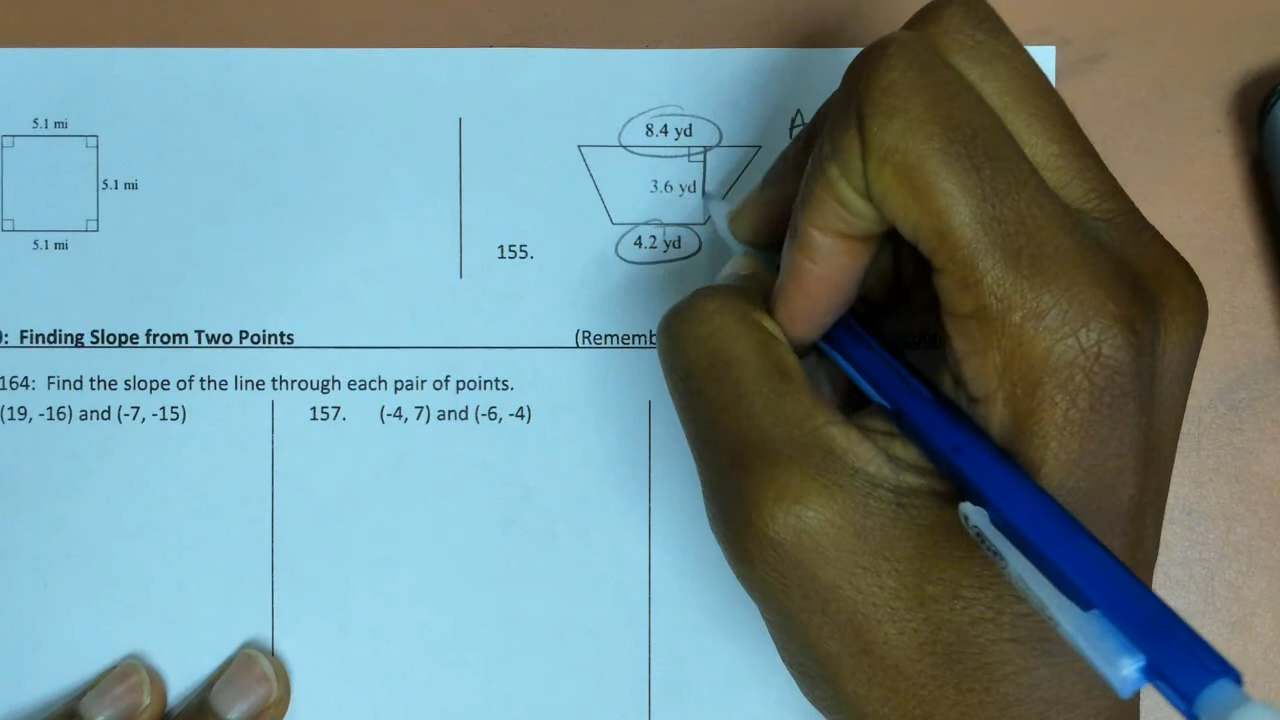 5.1 mi
5.1 mi
5.1 mi
8.4 yd
A
3.6 yd
4.2 yd
155.
: Finding Slope from Two Points (Rememb
164: Find the slope of the line through each pair of points.
(19, -16) and (-7, -15)
157. (-4, 7) and (-6, -4)